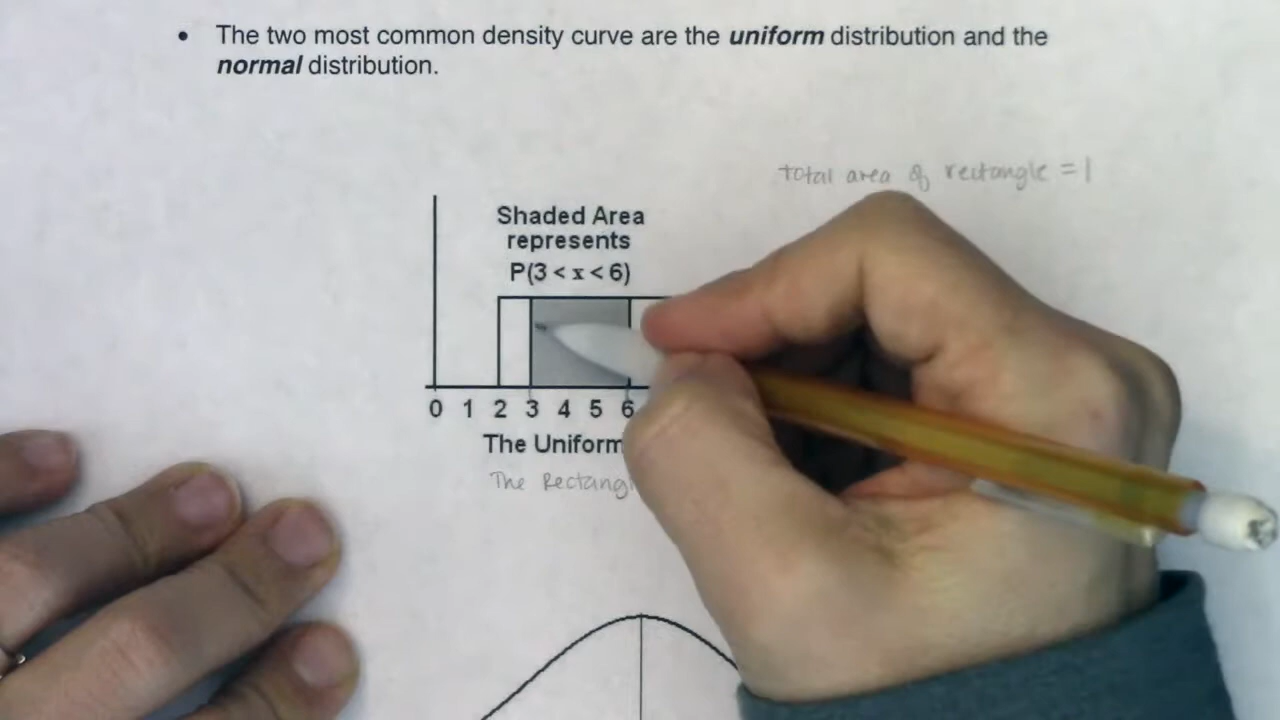 • The two most common density curve are the uniform distribution and the
normal distribution.
total area of rectangle = 1
Shaded Area
represents
P(3 < x < 6)
0 1 2 3 4 5 6
The Uniform
The Rectangl